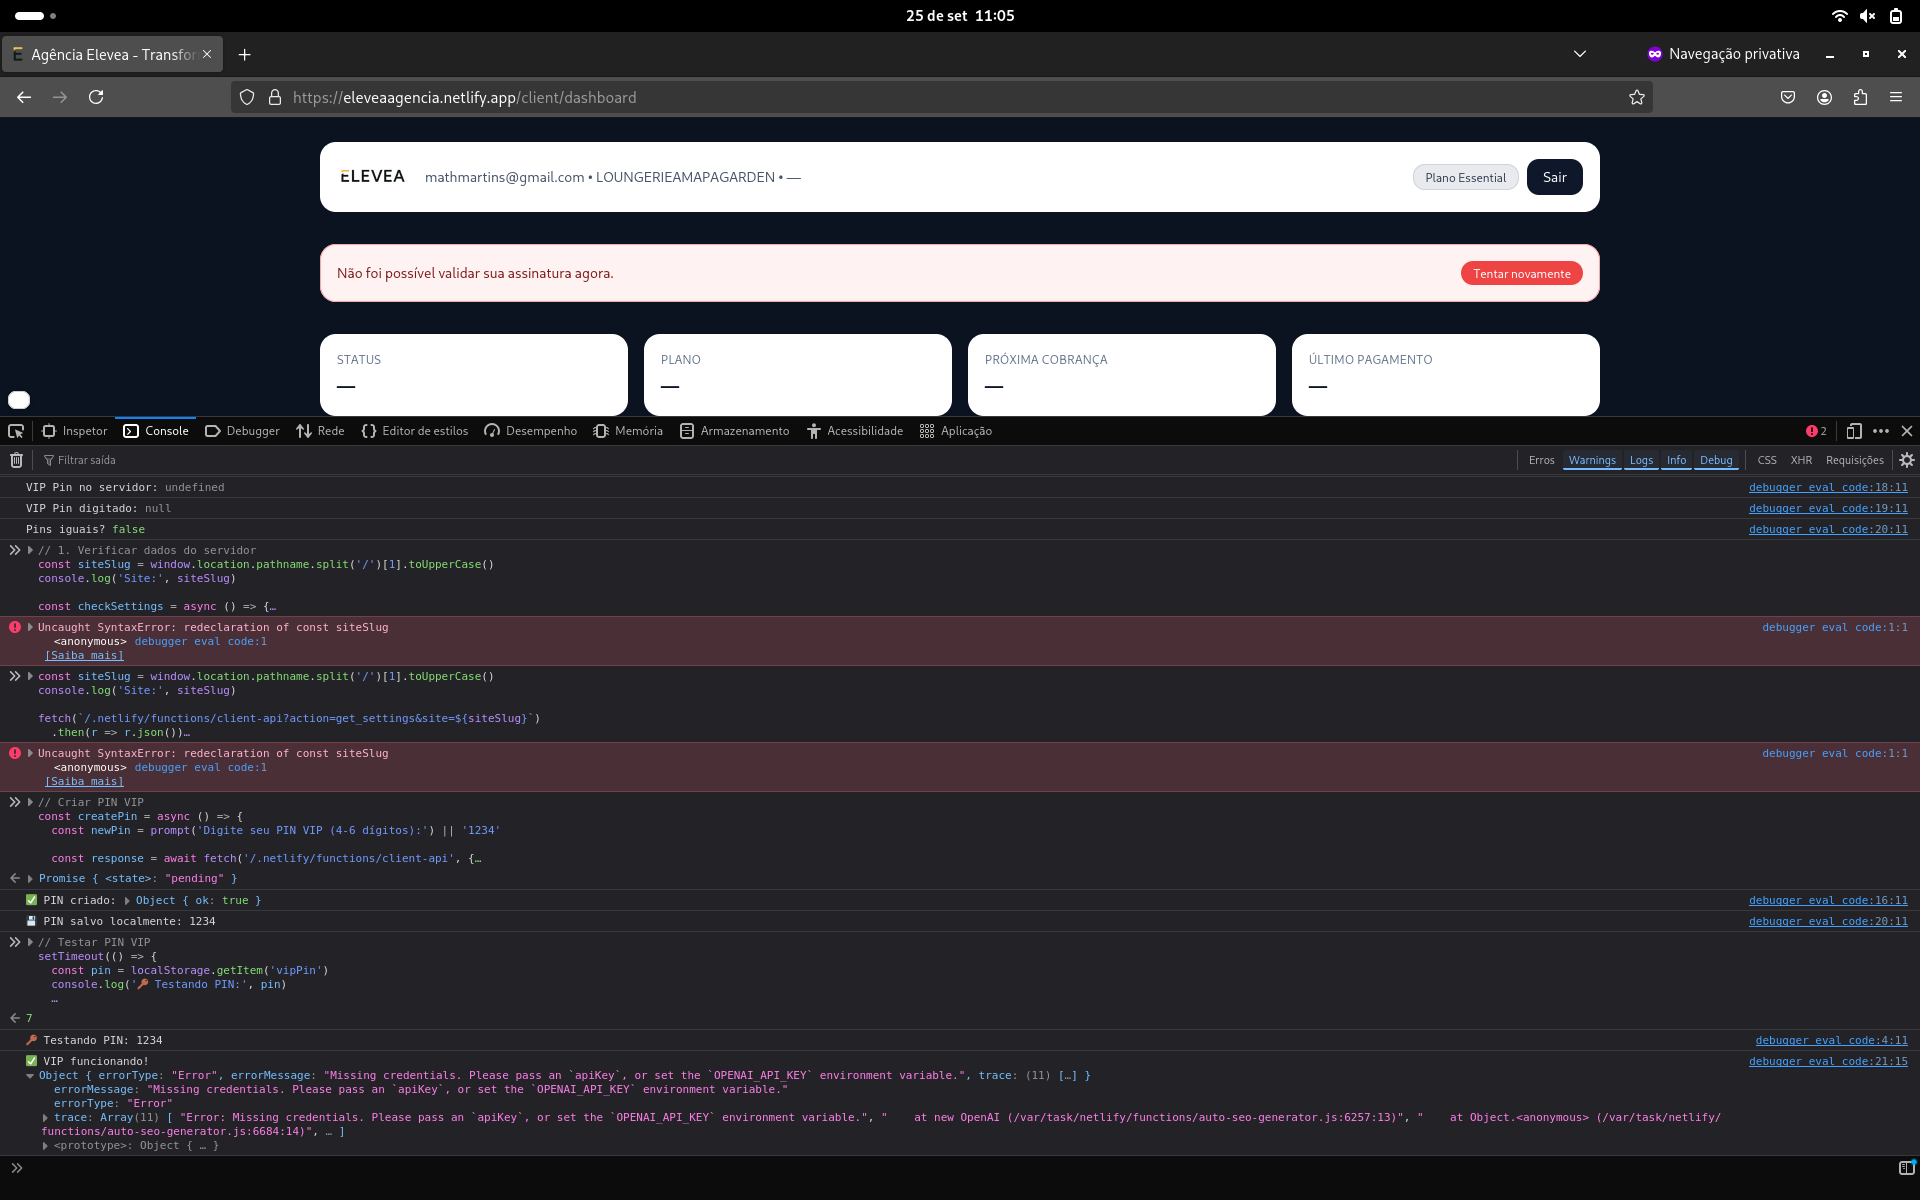 25 de set 11:05
Agência Elevea - Transfor
Navegação privativa
https://eleveaagencia.netlify.app/client/dashboard
ELEVEA
mathmartins@gmail.com • LOUNGERIEAMAPAGARDEN • —
Plano Essential
Sair
Não foi possível validar sua assinatura agora.
Tentar novamente
STATUS
—
PLANO
—
PRÓXIMA COBRANÇA
—
ÚLTIMO PAGAMENTO
—
Inspetor Console Debugger Rede Editor de estilos Desempenho Memória Armazenamento Acessibilidade Aplicação 2
Filtrar saída Erros Warnings Logs Info Debug CSS XHR Requisições
VIP Pin no servidor: undefined debugger eval code:18:11
VIP Pin digitado: null debugger eval code:19:11
Pins iguais? false debugger eval code:20:11
// 1. Verificar dados do servidor
const siteSlug = window.location.pathname.split('/')[1].toUpperCase()
console.log('Site:', siteSlug)
const checkSettings = async () => {…
Uncaught SyntaxError: redeclaration of const siteSlug debugger eval code:1:1
<anonymous> debugger eval code:1
[Saiba mais]
const siteSlug = window.location.pathname.split('/')[1].toUpperCase()
console.log('Site:', siteSlug)
fetch(`/.netlify/functions/client-api?action=get_settings&site=${siteSlug}`)
.then(r => r.json())…
Uncaught SyntaxError: redeclaration of const siteSlug debugger eval code:1:1
<anonymous> debugger eval code:1
[Saiba mais]
// Criar PIN VIP
const createPin = async () => {
const newPin = prompt('Digite seu PIN VIP (4-6 dígitos):') || '1234'
const response = await fetch('/.netlify/functions/client-api', {…
Promise { <state>: "pending" }
✅ PIN criado: Object { ok: true } debugger eval code:16:11
💾 PIN salvo localmente: 1234 debugger eval code:20:11
// Testar PIN VIP
setTimeout(() => {
const pin = localStorage.getItem('vipPin')
console.log('🔑 Testando PIN:', pin)
…
7
🔑 Testando PIN: 1234 debugger eval code:4:11
✅ VIP funcionando! debugger eval code:21:15
Object { errorType: "Error", errorMessage: "Missing credentials. Please pass an `apiKey`, or set the `OPENAI_API_KEY` environment variable.", trace: (11) […] }
errorMessage: "Missing credentials. Please pass an `apiKey`, or set the `OPENAI_API_KEY` environment variable."
errorType: "Error"
trace: Array(11) [ "Error: Missing credentials. Please pass an `apiKey`, or set the `OPENAI_API_KEY` environment variable.", "    at new OpenAI (/var/task/netlify/functions/auto-seo-generator.js:6257:13)", "    at Object.<anonymous> (/var/task/netlify/
functions/auto-seo-generator.js:6684:14)", … ]
<prototype>: Object { … }